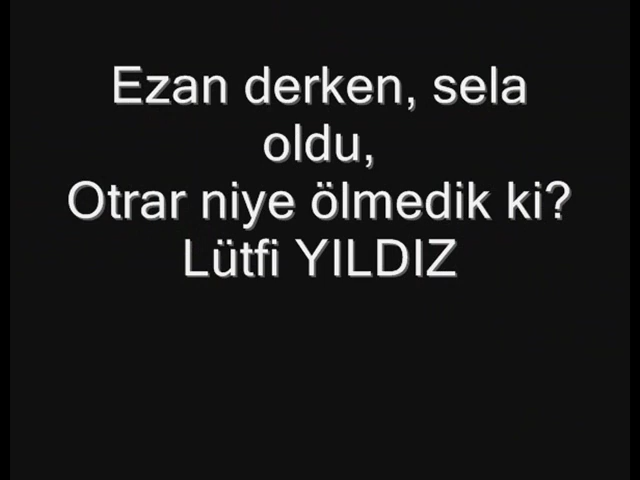 Ezan derken, sela
oldu,
Otrar niye ölmedik ki?
Lütfi YILDIZ